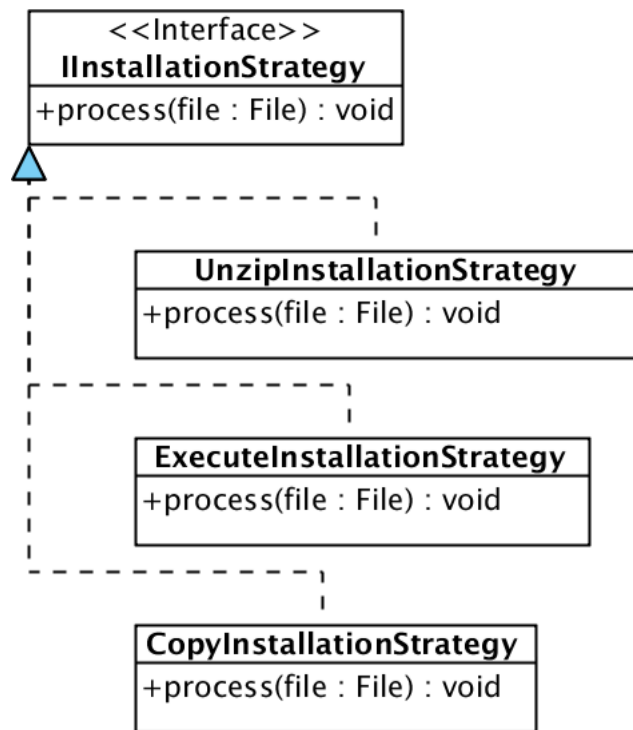 <<Interface>>
IInstallationStrategy
+process(file : File) : void
UnzipInstallationStrategy
+process(file : File) : void
ExecuteInstallationStrategy
+process(file : File) : void
CopyInstallationStrategy
+process(file : File) : void